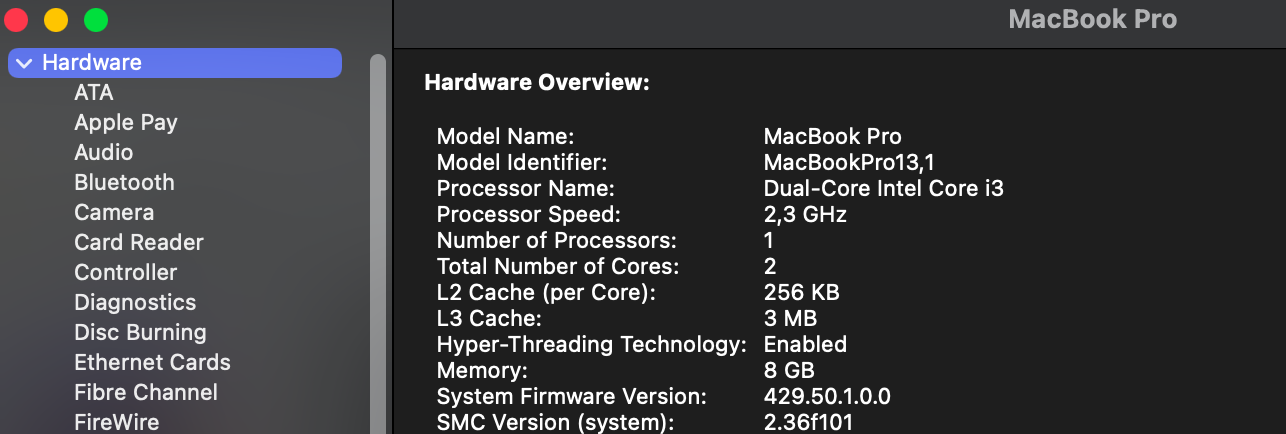 MacBook Pro
Hardware
ATA
Apple Pay
Audio
Bluetooth
Camera
Card Reader
Controller
Diagnostics
Disc Burning
Ethernet Cards
Fibre Channel
FireWire
Hardware Overview:
Model Name: MacBook Pro
Model Identifier: MacBookPro13,1
Processor Name: Dual-Core Intel Core i3
Processor Speed: 2,3 GHz
Number of Processors: 1
Total Number of Cores: 2
L2 Cache (per Core): 256 KB
L3 Cache: 3 MB
Hyper-Threading Technology: Enabled
Memory: 8 GB
System Firmware Version: 429.50.1.0.0
SMC Version (system): 2.36f101